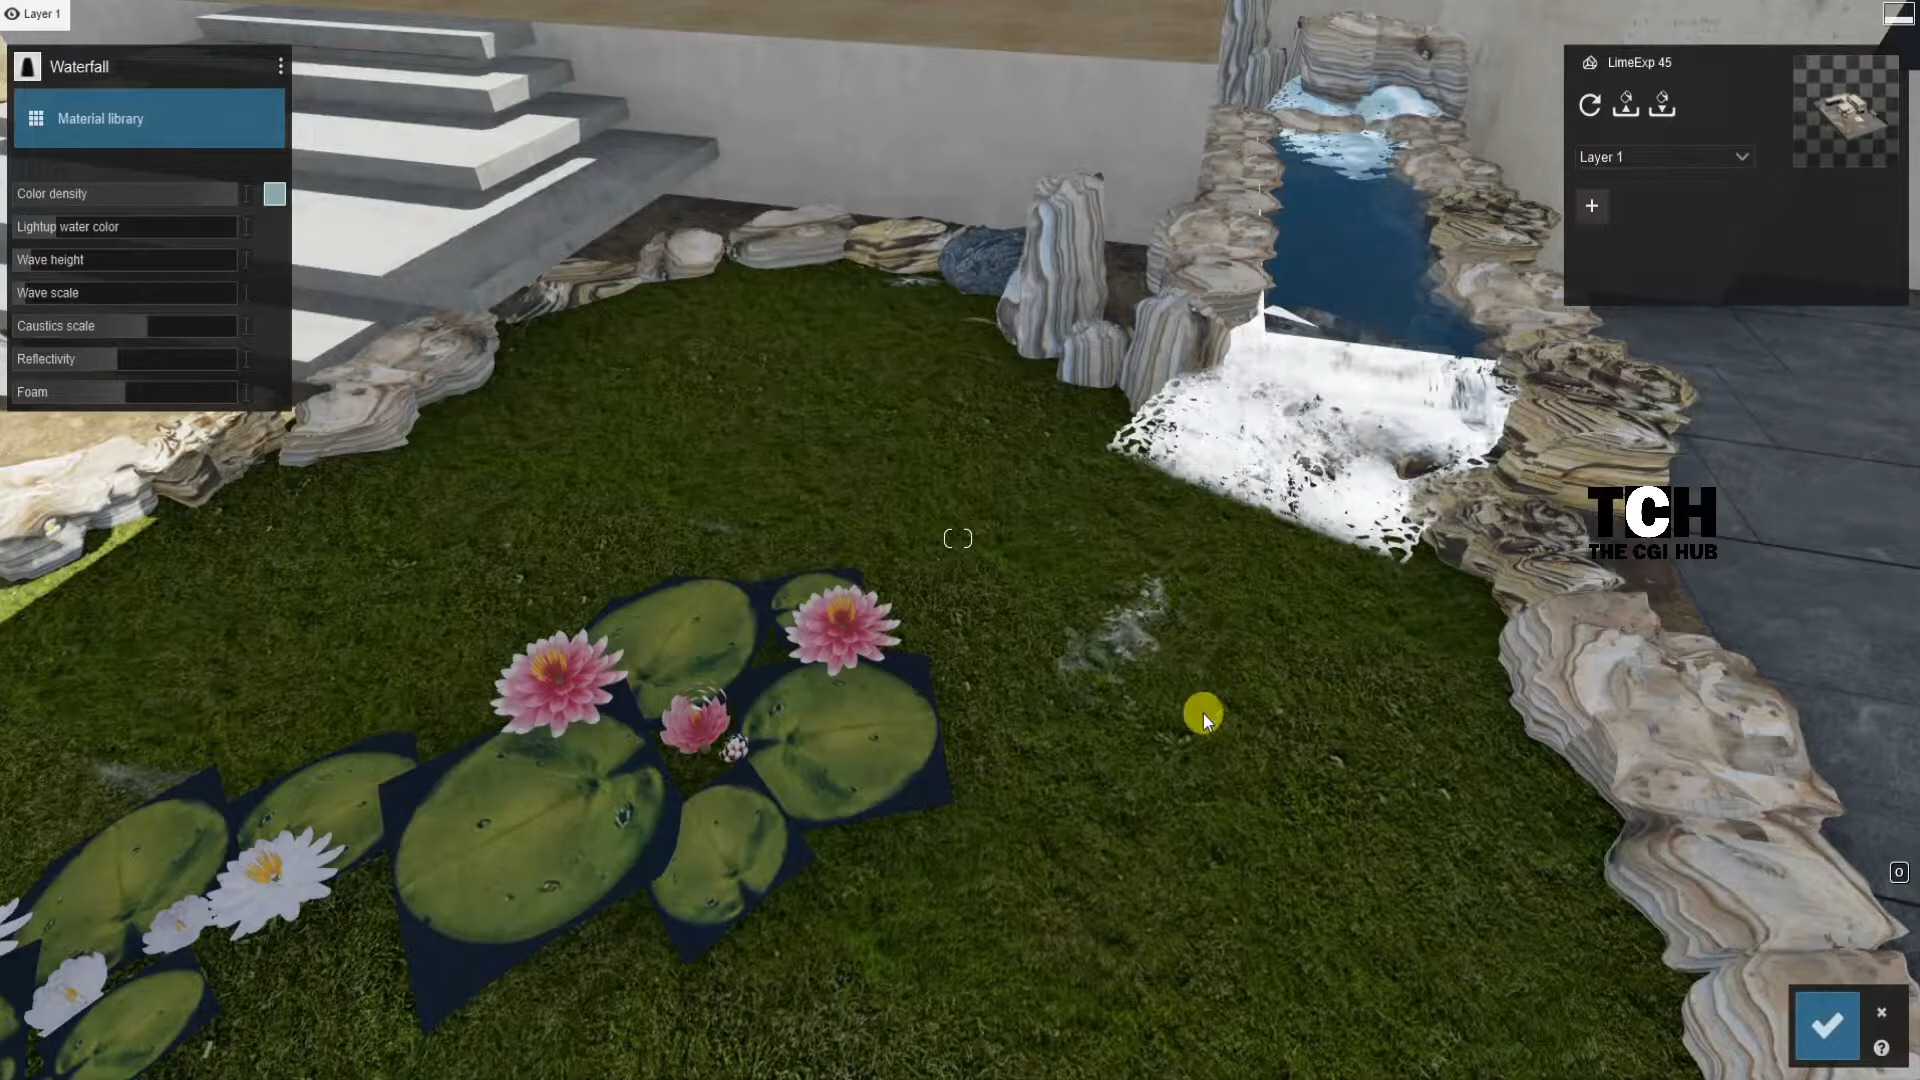 Layer 1
Waterfall
Material library
Color density
Lightup water color
Wave height
Wave scale
Caustics scale
Reflectivity
Foam
LimeExp 45
Layer 1
TCH
THE CGI HUB
O